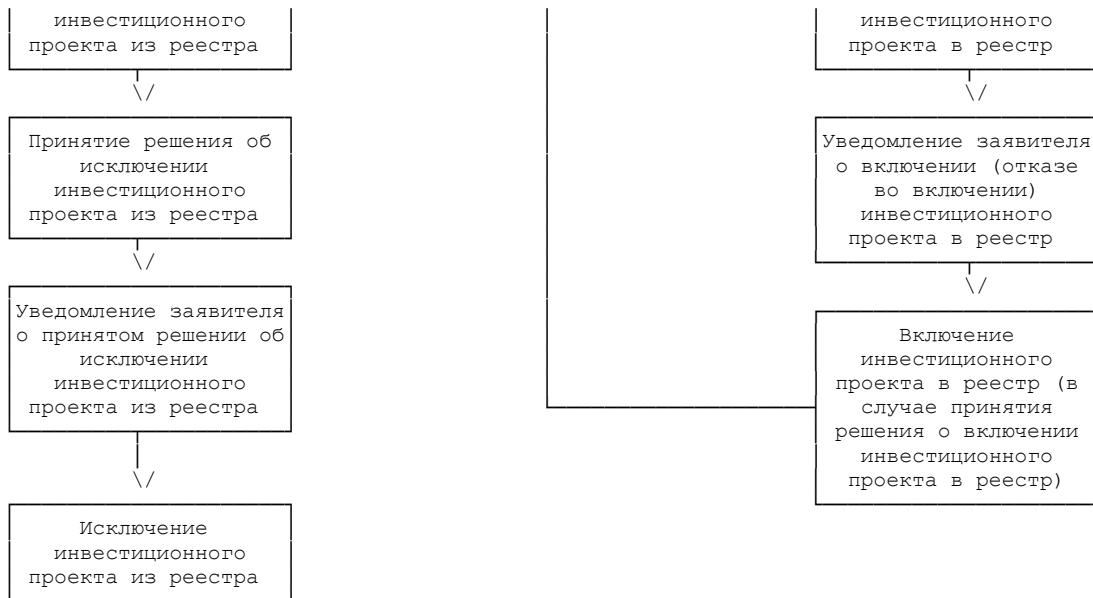 инвестиционного
проекта из реестра
\/
Принятие решения об
исключении
инвестиционного
проекта из реестра
\/
Уведомление заявителя
о принятом решении об
исключении
инвестиционного
проекта из реестра
\/
Исключение
инвестиционного
проекта из реестра
инвестиционного
проекта в реестр
\/
Уведомление заявителя
о включении (отказе
во включении)
инвестиционного
проекта в реестр
\/
Включение
инвестиционного
проекта в реестр (в
случае принятия
решения о включении
инвестиционного
проекта в реестр)